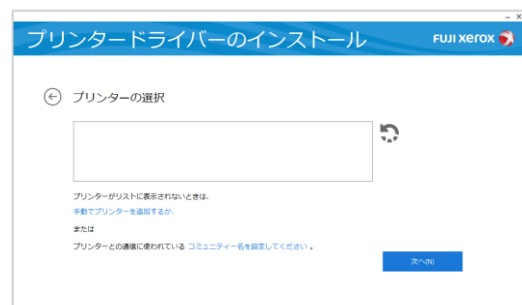 プリンタードライバーのインストール
FUJI xerox
プリンターの選択
プリンターがリストに表示されないときは、
手動でプリンターを追加するか、
または
プリンターとの通信に使われている コミュニティー名を設定してください 。
次へ(N)